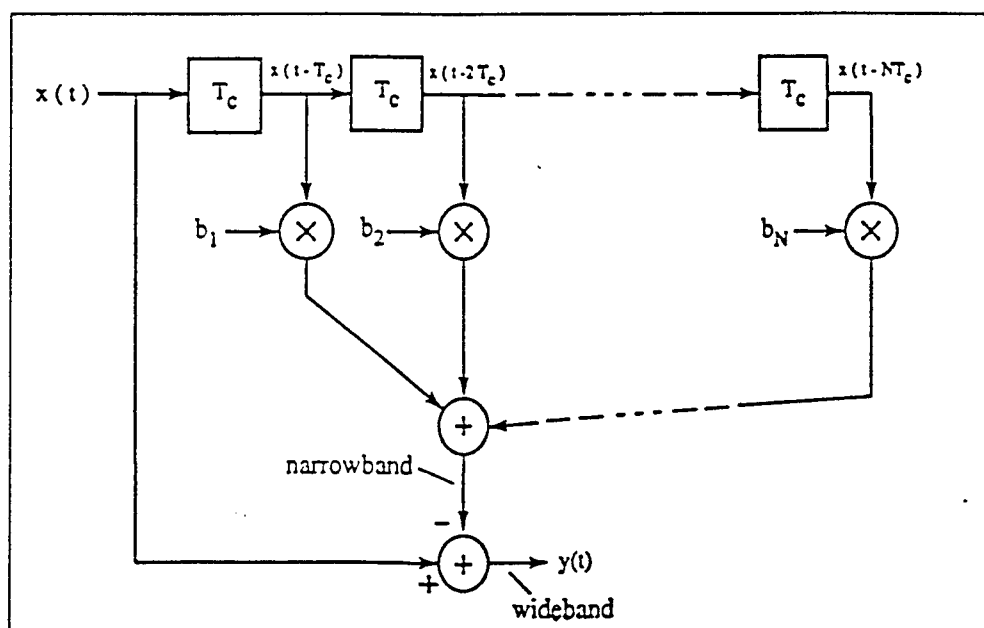 x(t-T_c) x(t-2T_c) x(t-NT_c)
x(t) T_c T_c T_c
b_1 × b_2 × b_N ×
+
narrowband
−
+ + y(t)
wideband